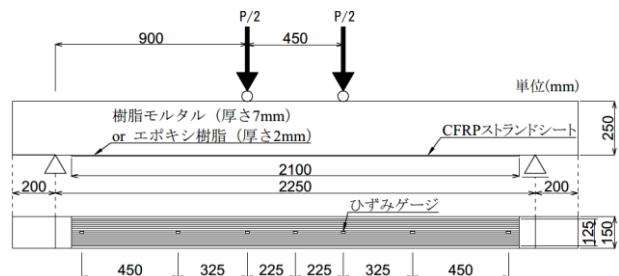 P/2 P/2
900 450
単位(mm)
樹脂モルタル（厚さ7mm）
or エポキシ樹脂（厚さ2mm）
CFRPストランドシート
250
2100
200 2250 200
ひずみゲージ
125 150
450 325 225 225 325 450